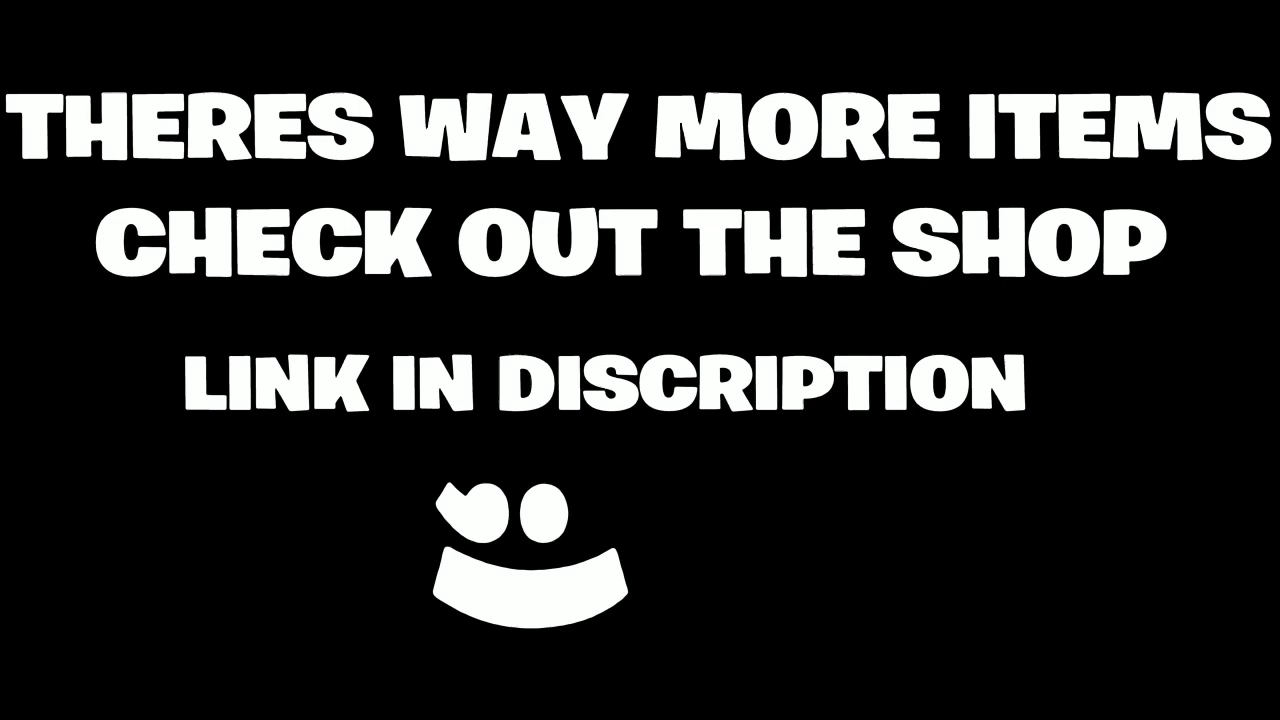 THERES WAY MORE ITEMS
CHECK OUT THE SHOP
LINK IN DISCRIPTION